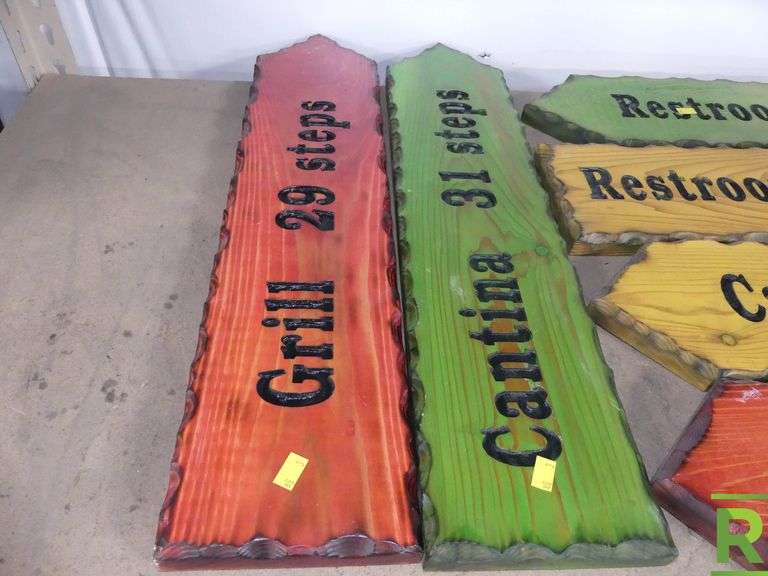 Grill 29 steps
Cantina 31 steps
Restroo
Restroo
R